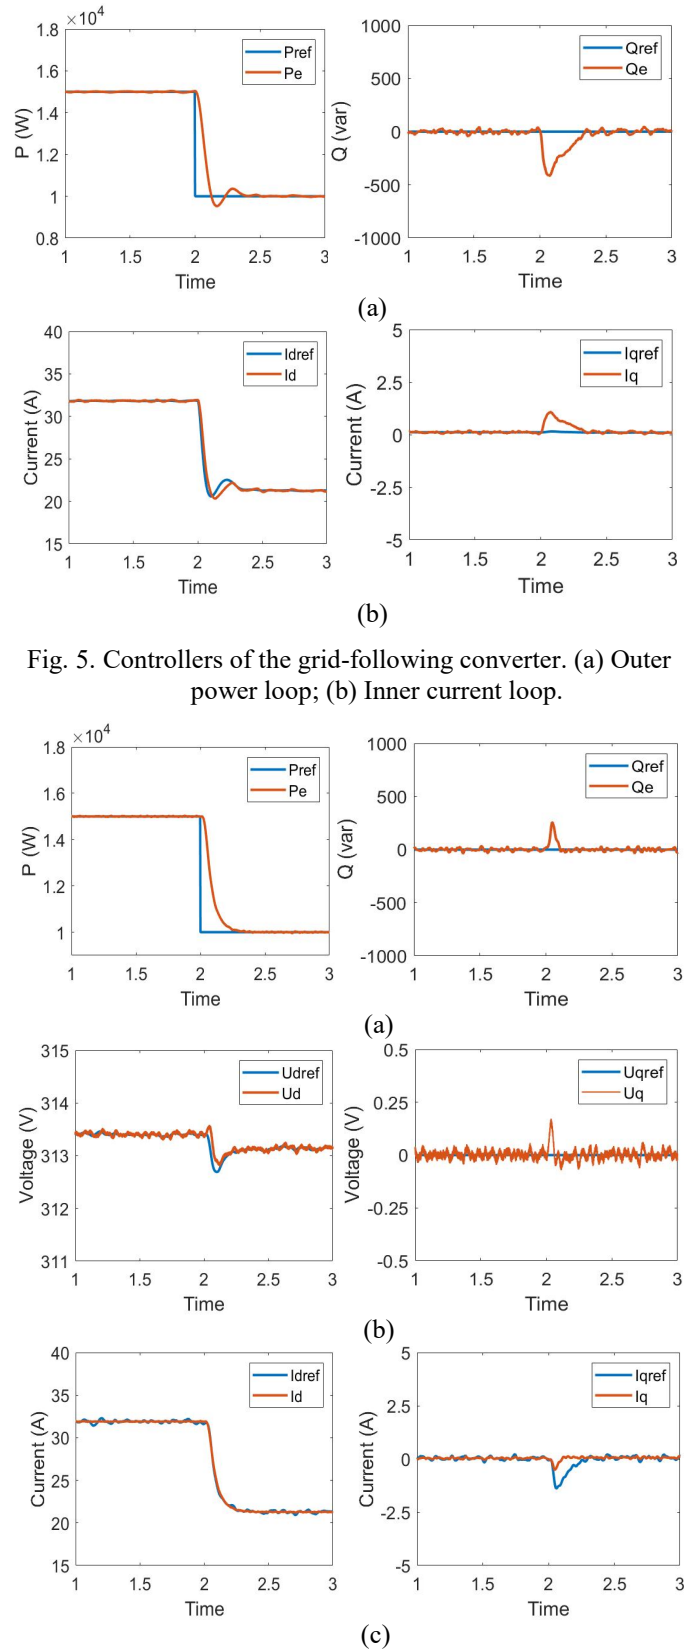 ×10⁴
1.8
1.6
1.4
1.2
1
0.8
P (W)
Pref
Pe
1
1.5
2
2.5
3
Time
1000
500
0
-500
-1000
Q (var)
Qref
Qe
1
1.5
2
2.5
3
Time
(a)
40
35
30
25
20
15
Current (A)
Idref
Id
1
1.5
2
2.5
3
Time
5
2.5
0
-2.5
-5
Current (A)
Iqref
Iq
1
1.5
2
2.5
3
Time
(b)
Fig. 5. Controllers of the grid-following converter. (a) Outer
power loop; (b) Inner current loop.
×10⁴
1.8
1.6
1.4
1.2
1
P (W)
Pref
Pe
1
1.5
2
2.5
3
Time
1000
500
0
-500
-1000
Q (var)
Qref
Qe
1
1.5
2
2.5
3
Time
(a)
315
314
313
312
311
Voltage (V)
Udref
Ud
1
1.5
2
2.5
3
Time
0.5
0.25
0
-0.25
-0.5
Voltage (V)
Uqref
Uq
1
1.5
2
2.5
3
Time
(b)
40
35
30
25
20
15
Current (A)
Idref
Id
1
1.5
2
2.5
3
Time
5
2.5
0
-2.5
-5
Current (A)
Iqref
Iq
1
1.5
2
2.5
3
Time
(c)